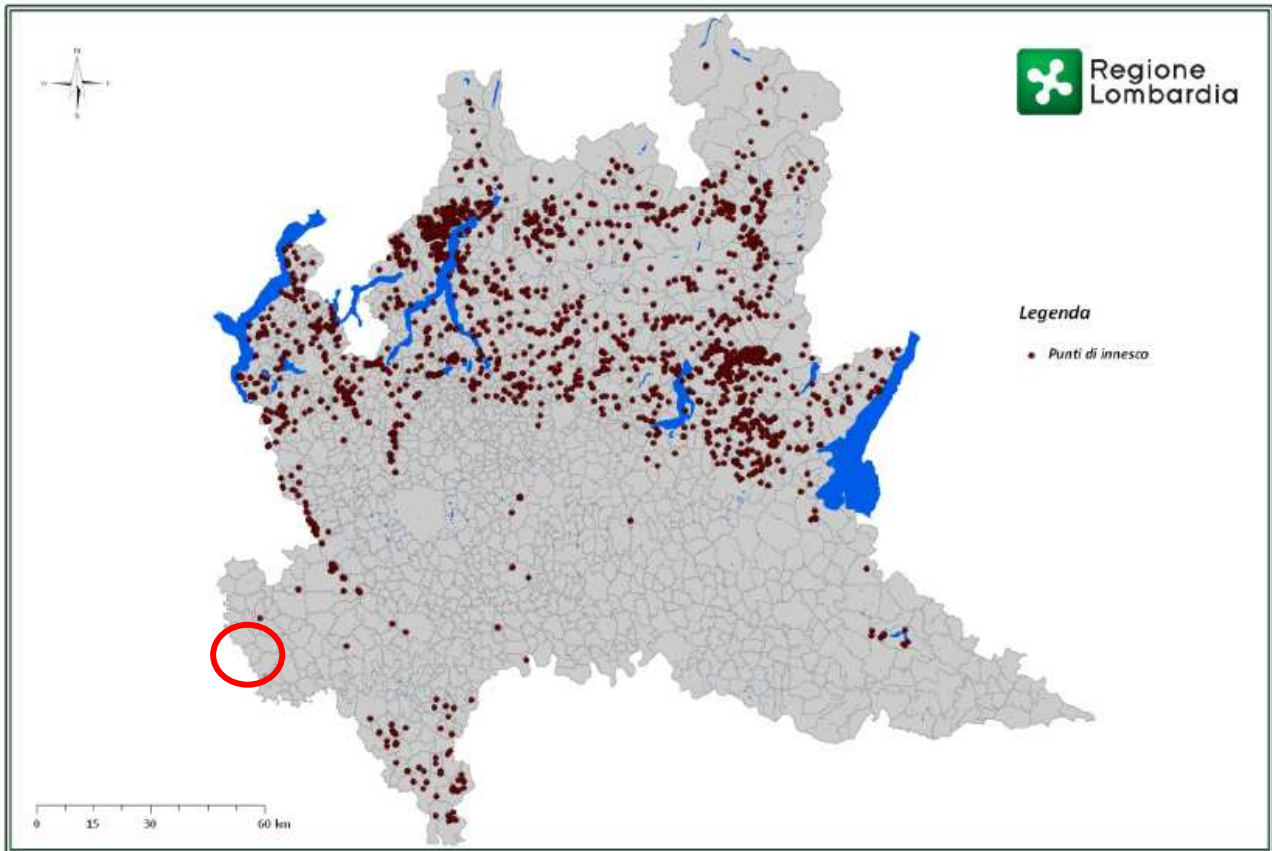 N
W E
S
Regione
Lombardia
Legenda
Punti di innesco
0 15 30 60 km